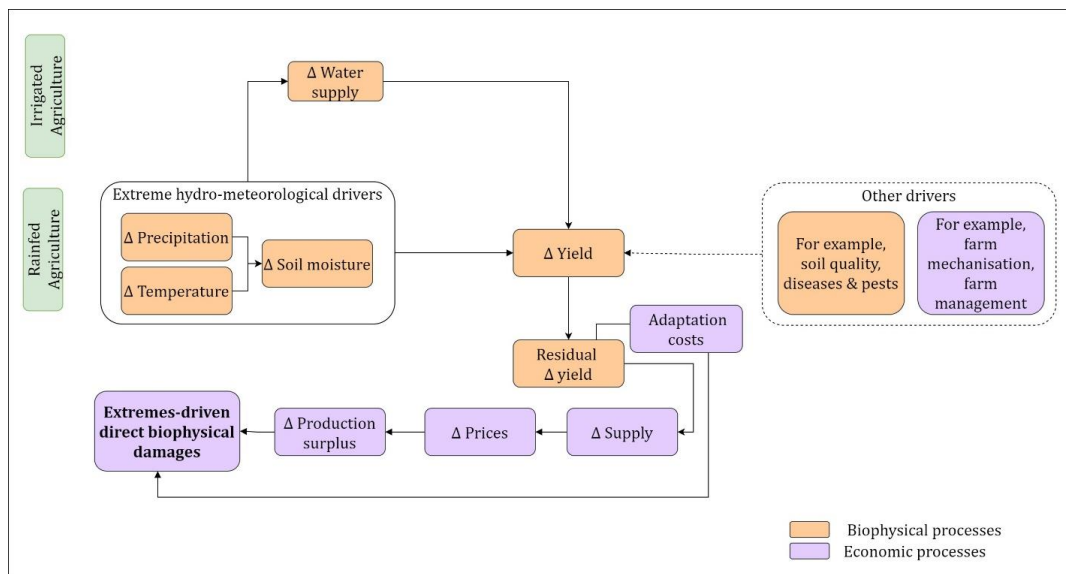 Irrigated
Agriculture
Δ Water
supply
Rainfed
Agriculture
Extreme hydro-meteorological drivers
Δ Precipitation
Δ Temperature
Δ Soil moisture
Δ Yield
Other drivers
For example,
soil quality,
diseases & pests
For example,
farm
mechanisation,
farm
management
Adaptation
costs
Residual
Δ yield
Extremes-driven
direct biophysical
damages
Δ Production
surplus
Δ Prices
Δ Supply
Biophysical processes
Economic processes